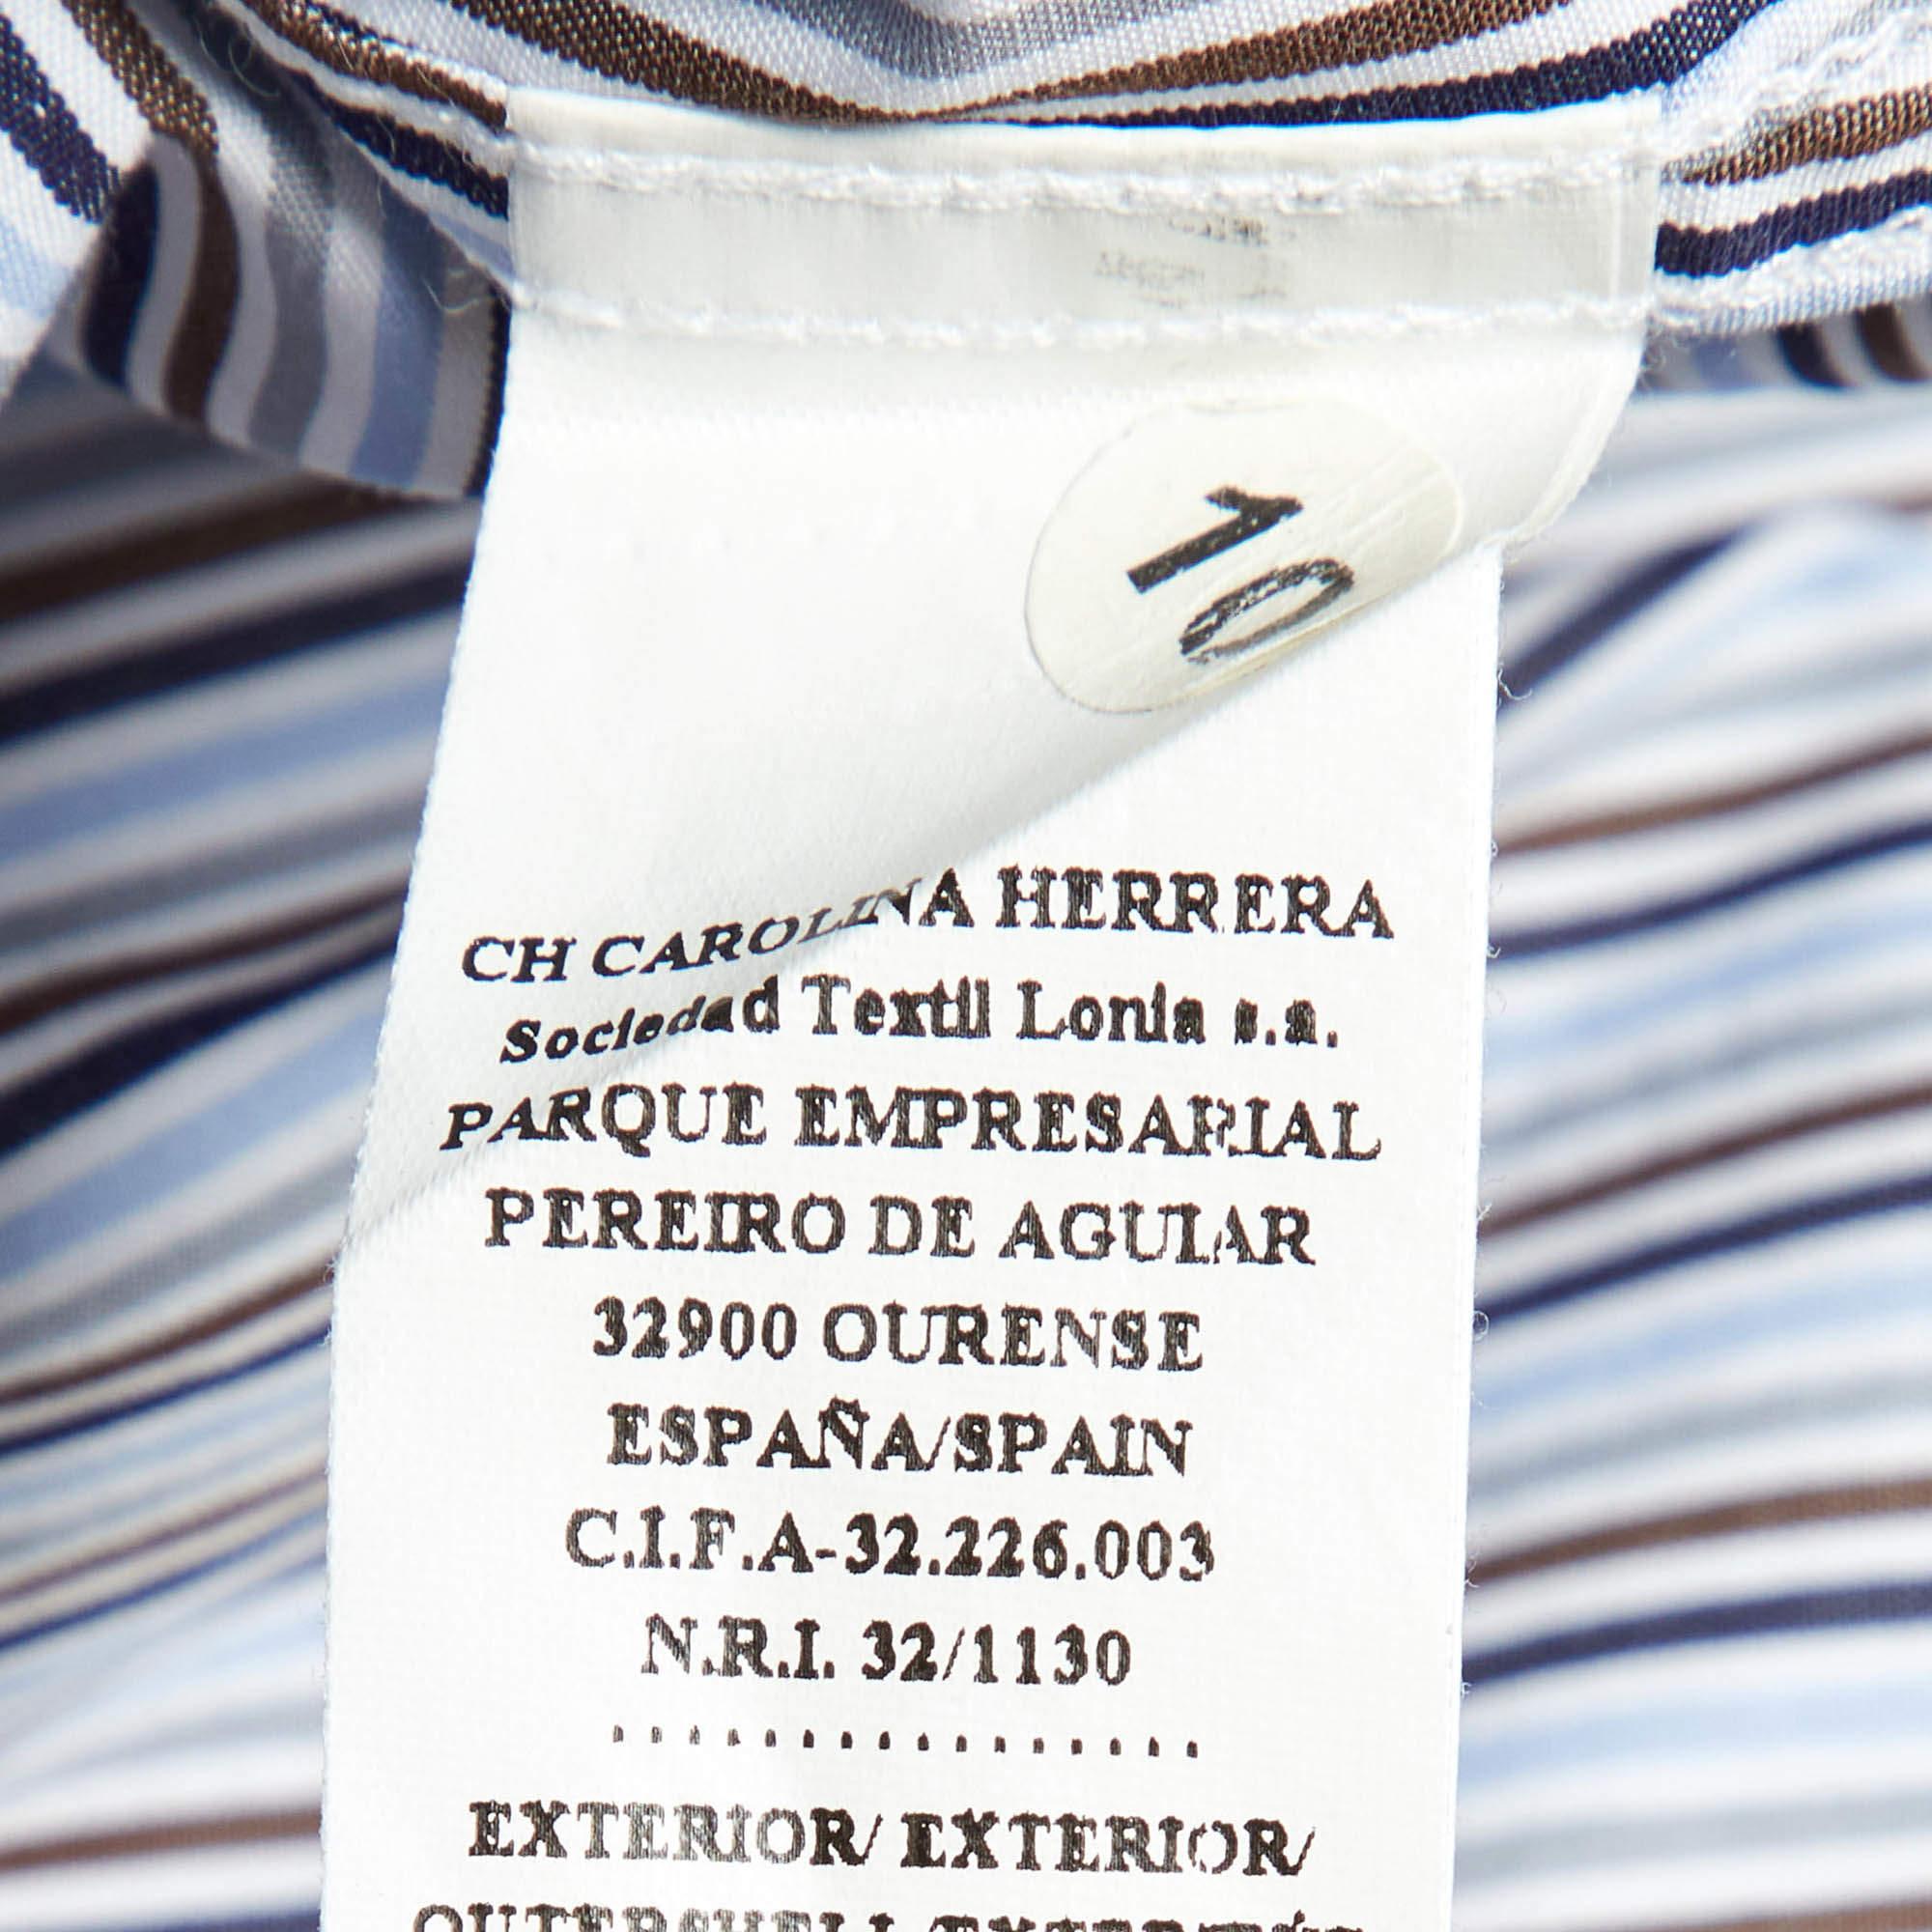 10
CH CAROLINA HERRERA
Sociedad Textil Lonia s.a.
PARQUE EMPRESARIAL
PEREIRO DE AGUIAR
32900 OURENSE
ESPAÑA/SPAIN
C.I.F.A-32.226.003
N.R.I. 32/1130
.................
EXTERIOR/ EXTERIOR/
OUTERSHELL